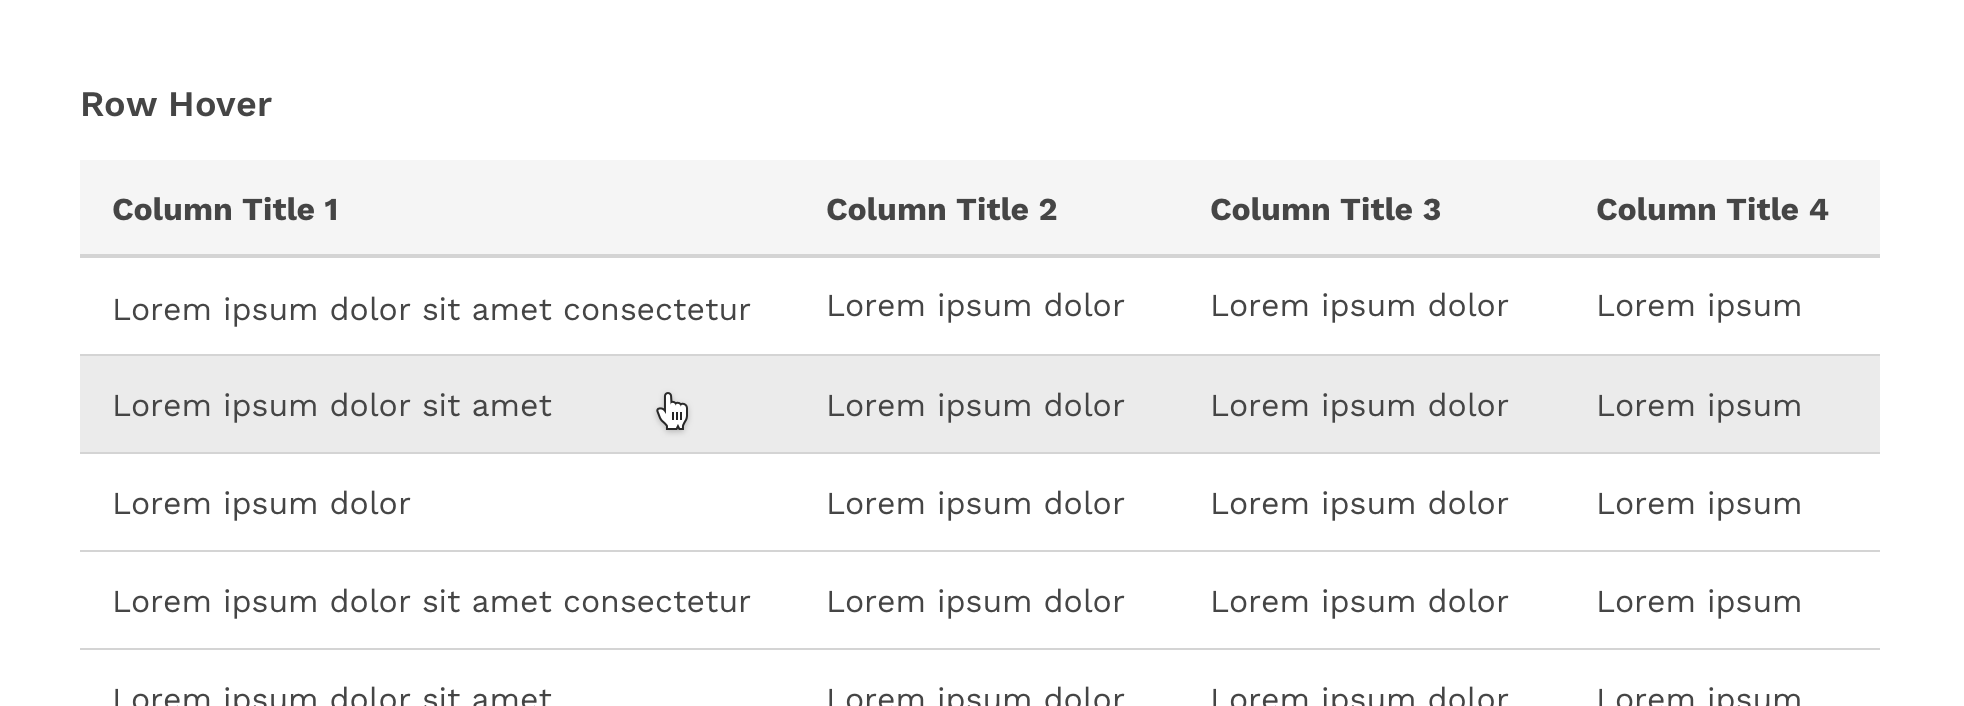 Row Hover
Column Title 1 Column Title 2 Column Title 3 Column Title 4
Lorem ipsum dolor sit amet consectetur Lorem ipsum dolor Lorem ipsum dolor Lorem ipsum
Lorem ipsum dolor sit amet Lorem ipsum dolor Lorem ipsum dolor Lorem ipsum
Lorem ipsum dolor Lorem ipsum dolor Lorem ipsum dolor Lorem ipsum
Lorem ipsum dolor sit amet consectetur Lorem ipsum dolor Lorem ipsum dolor Lorem ipsum
Lorem ipsum dolor sit amet Lorem ipsum dolor Lorem ipsum dolor Lorem ipsum